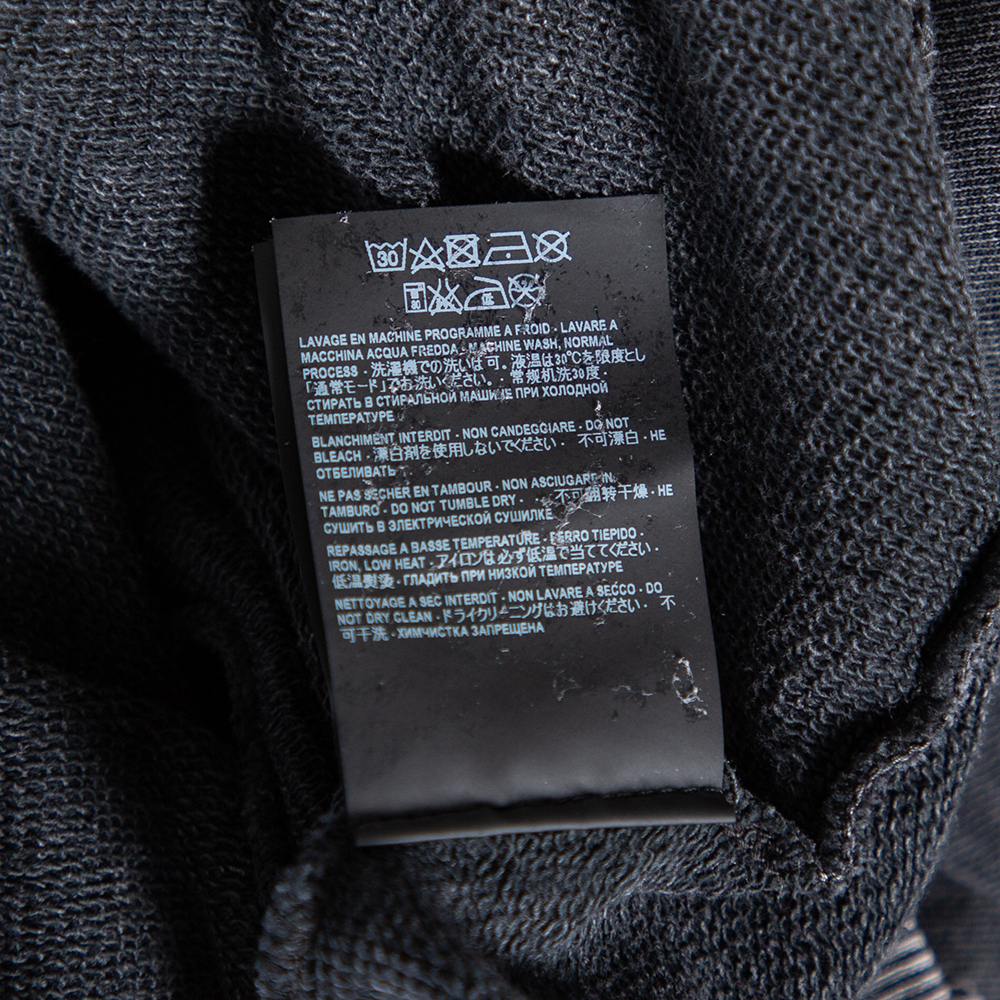 30
LAVAGE EN MACHINE PROGRAMME A FROID · LAVARE A
MACCHINA ACQUA FREDDA · MACHINE WASH, NORMAL
PROCESS · 洗濯機での洗いは可。液温は30℃を限度とし
「通常モード」でお洗いください。· 常规机洗30度 ·
СТИРАТЬ В СТИРАЛЬНОЙ МАШИНЕ ПРИ ХОЛОДНОЙ
ТЕМПЕРАТУРЕ
BLANCHIMENT INTERDIT · NON CANDEGGIARE · DO NOT
BLEACH · 漂白剤を使用しないでください · 不可漂白 · НЕ
ОТБЕЛИВАТЬ
NE PAS SECHER EN TAMBOUR · NON ASCIUGARE IN
TAMBURO · DO NOT TUMBLE DRY · · 不可翻转干燥 · НЕ
СУШИТЬ В ЭЛЕКТРИЧЕСКОЙ СУШИЛКЕ
REPASSAGE A BASSE TEMPERATURE · FERRO TIEPIDO ·
IRON, LOW HEAT · アイロンは必ず低温で当ててください ·
低温熨烫 · ГЛАДИТЬ ПРИ НИЗКОЙ ТЕМПЕРАТУРЕ
NETTOYAGE A SEC INTERDIT · NON LAVARE A SECCO · DO
NOT DRY CLEAN · ドライクリーニングはお避けください · 不
可干洗 · ХИМЧИСТКА ЗАПРЕЩЕНА